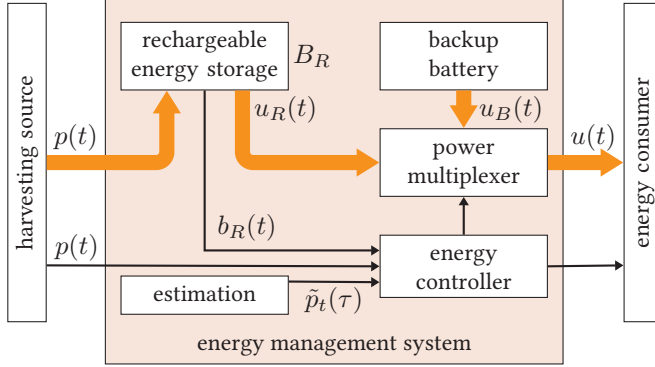 harvesting source
p(t)
p(t)
rechargeable
energy storage
B_R
u_R(t)
backup
battery
u_B(t)
power
multiplexer
u(t)
b_R(t)
energy
controller
estimation
p̃_t(τ)
energy management system
energy consumer